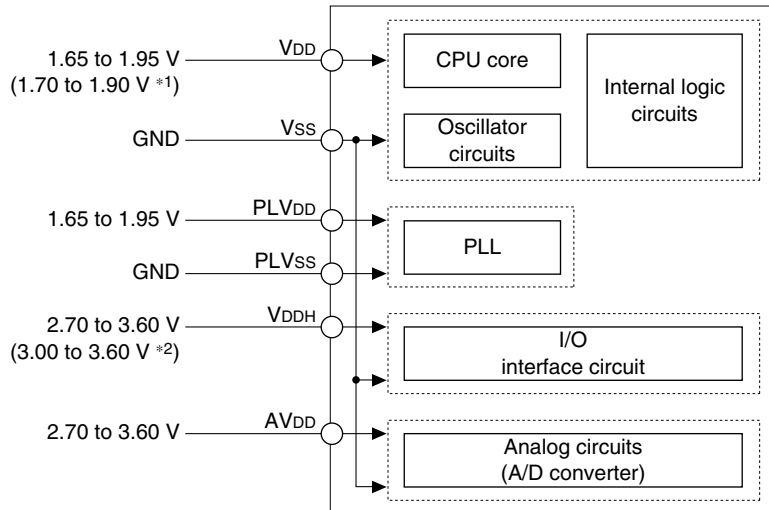 1.65 to 1.95 V
(1.70 to 1.90 V *1)
VDD
CPU core
Internal logic
circuits
GND
VSS
Oscillator
circuits
1.65 to 1.95 V
PLVDD
PLL
GND
PLVSS
2.70 to 3.60 V
(3.00 to 3.60 V *2)
VDDH
I/O
interface circuit
2.70 to 3.60 V
AVDD
Analog circuits
(A/D converter)